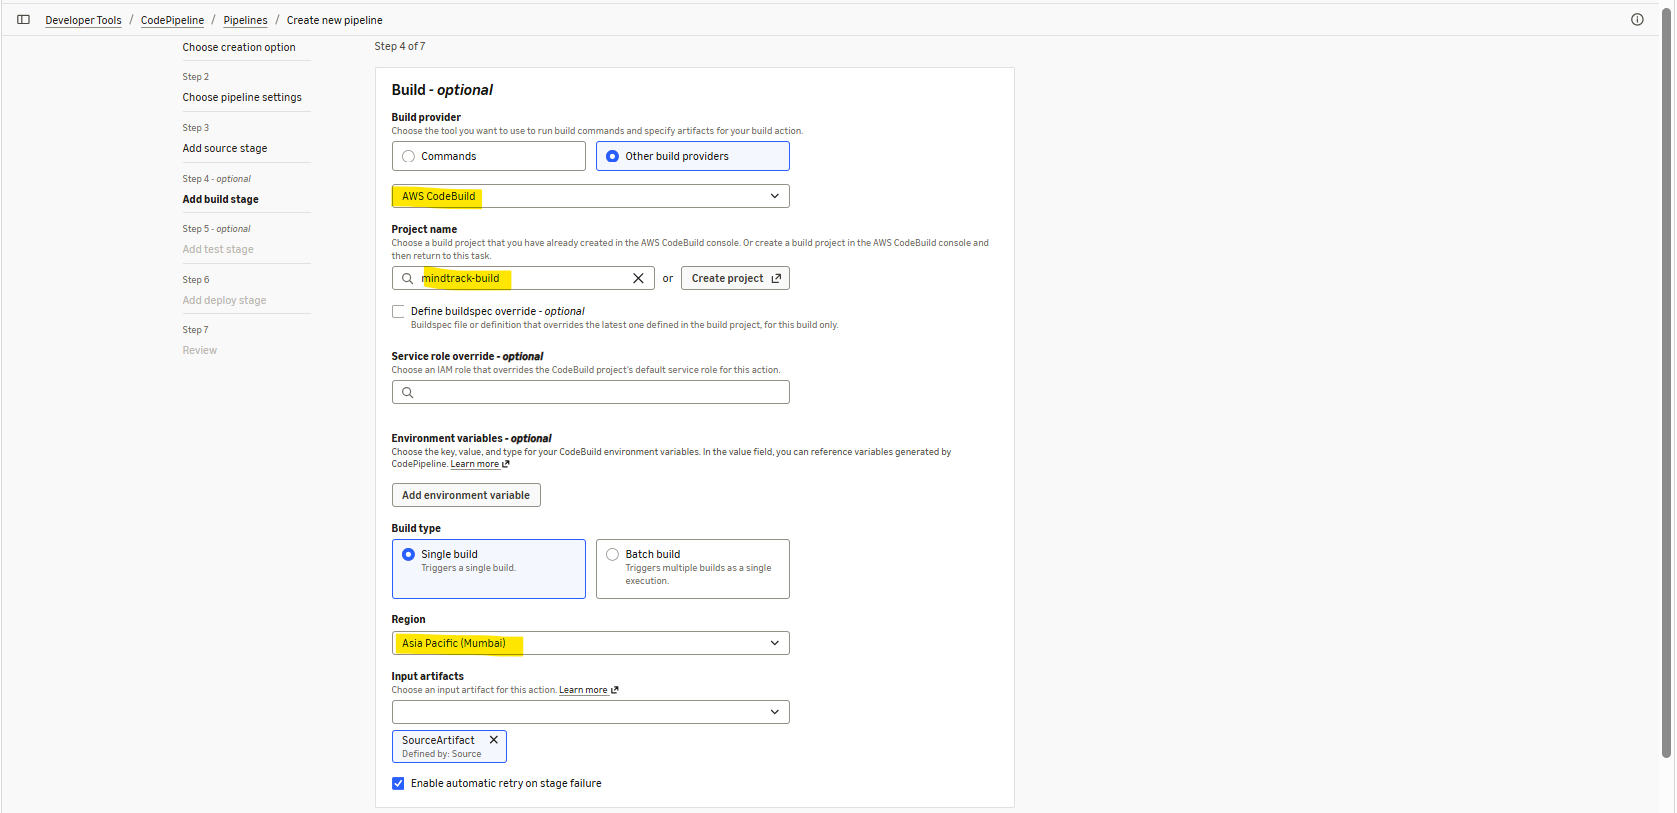 Developer Tools / CodePipeline / Pipelines / Create new pipeline
Choose creation option
Step 2
Choose pipeline settings
Step 3
Add source stage
Step 4 - optional
Add build stage
Step 5 - optional
Add test stage
Step 6
Add deploy stage
Step 7
Review
Step 4 of 7
Build - optional
Build provider
Choose the tool you want to use to run build commands and specify artifacts for your build action.
Commands
Other build providers
AWS CodeBuild
Project name
Choose a build project that you have already created in the AWS CodeBuild console. Or create a build project in the AWS CodeBuild console and
then return to this task.
mindtrack-build
or
Create project
Define buildspec override - optional
Buildspec file or definition that overrides the latest one defined in the build project, for this build only.
Service role override - optional
Choose an IAM role that overrides the CodeBuild project's default service role for this action.
Environment variables - optional
Choose the key, value, and type for your CodeBuild environment variables. In the value field, you can reference variables generated by
CodePipeline. Learn more
Add environment variable
Build type
Single build
Triggers a single build.
Batch build
Triggers multiple builds as a single
execution.
Region
Asia Pacific (Mumbai)
Input artifacts
Choose an input artifact for this action. Learn more
SourceArtifact
Defined by: Source
Enable automatic retry on stage failure